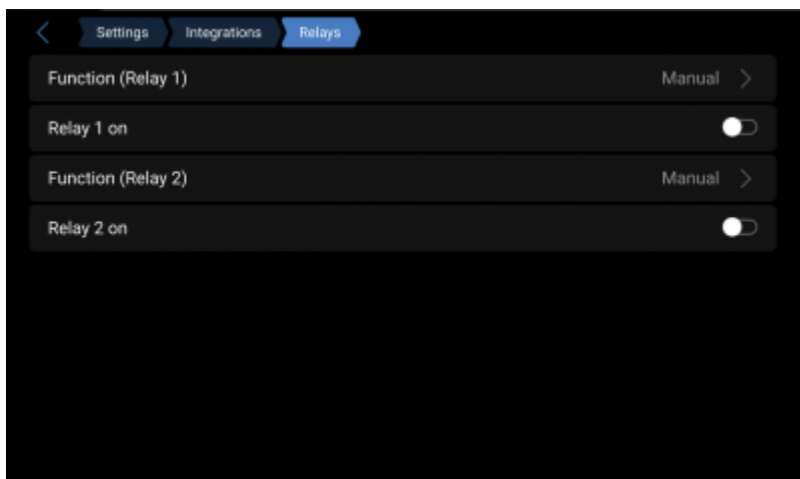 Settings Integrations Relays
Function (Relay 1) Manual
Relay 1 on
Function (Relay 2) Manual
Relay 2 on